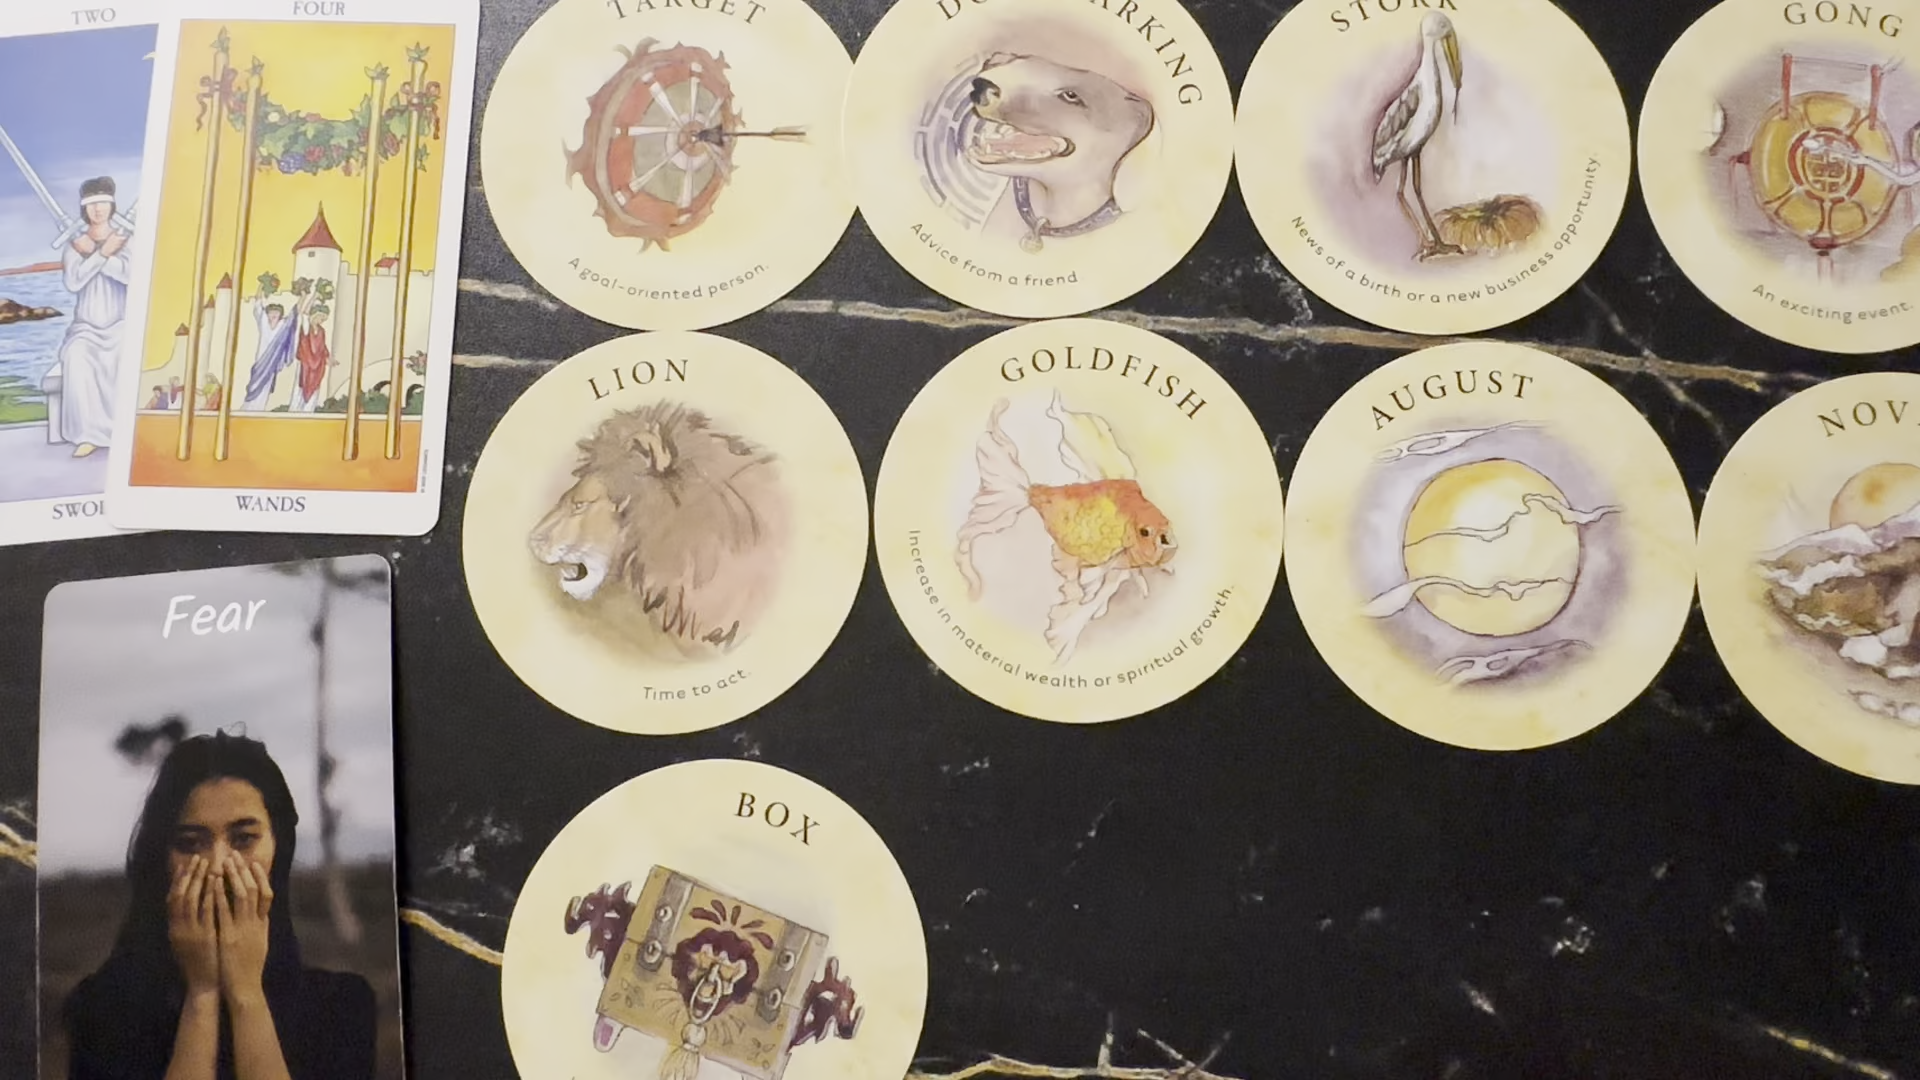 TWO
FOUR
WANDS
Fear
TARGET
A goal-oriented person.
Advice from a friend
STORK
News of a birth or a new business opportunity.
GONG
An exciting event.
LION
Time to act.
GOLDFISH
Increase in material wealth or spiritual growth.
AUGUST
BOX